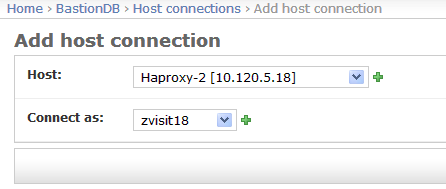 Home › BastionDB › Host connections › Add host connection
Add host connection
Host: Haproxy-2 [10.120.5.18]
Connect as: zvisit18